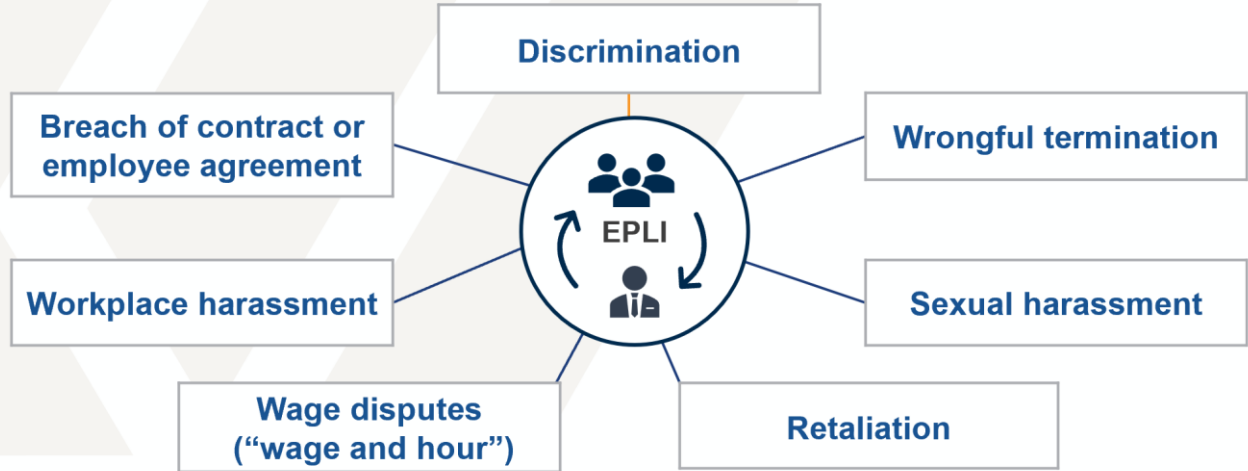 Discrimination
Breach of contract or
employee agreement
Wrongful termination
EPLI
Workplace harassment
Sexual harassment
Wage disputes
(“wage and hour”)
Retaliation